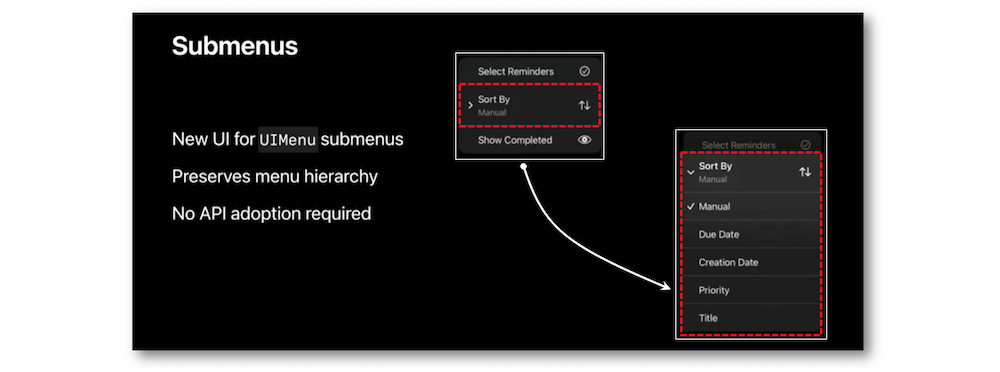 Submenus
New UI for UIMenu submenus
Preserves menu hierarchy
No API adoption required
Select Reminders
Sort By
Manual
Show Completed
Select Reminders
Sort By
Manual
Manual
Due Date
Creation Date
Priority
Title